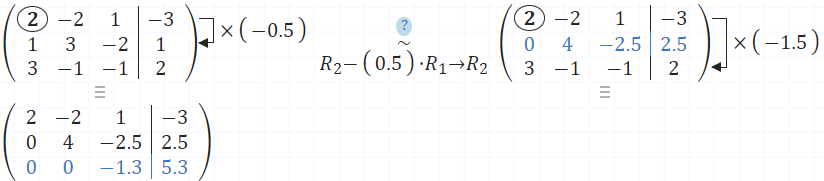 2 −2 1 | −3
1 3 −2 | 1
3 −1 −1 | 2
×(−0.5)
?
~
R₂−(0.5)·R₁→R₂
2 −2 1 | −3
0 4 −2.5 | 2.5
3 −1 −1 | 2
×(−1.5)
2 −2 1 | −3
0 4 −2.5 | 2.5
0 0 −1.3 | 5.3